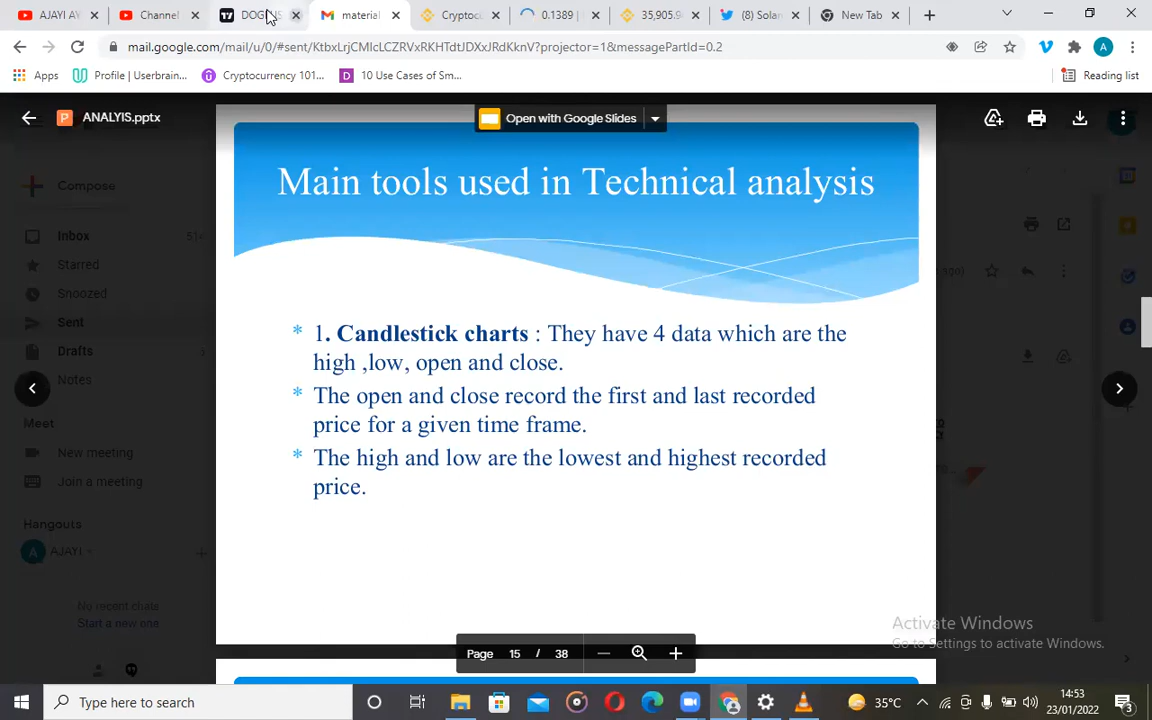 AJAYI AY
Channel
DOG
material
Cryptoc
0.1389 |
35,905.9
(8) Solan
New Tab
mail.google.com/mail/u/0/#sent/KtbxLrjCMlcLCZRVxRKHTdtJDXxJRdKknV?projector=1&messagePartId=0.2
Apps
Profile | Userbrain...
Cryptocurrency 101...
10 Use Cases of Sm...
Reading list
ANALYIS.pptx
Open with Google Slides
Compose
Inbox
Starred
Snoozed
Sent
Drafts
Notes
Meet
New meeting
Join a meeting
Hangouts
AJAYI
No recent chats
Start a new one
Main tools used in Technical analysis
* 1. Candlestick charts : They have 4 data which are the
high ,low, open and close.
* The open and close record the first and last recorded
price for a given time frame.
* The high and low are the lowest and highest recorded
price.
Page 15 / 38
Activate Windows
Go to Settings to activate Windows.
Type here to search
35°C
14:53
23/01/2022
3